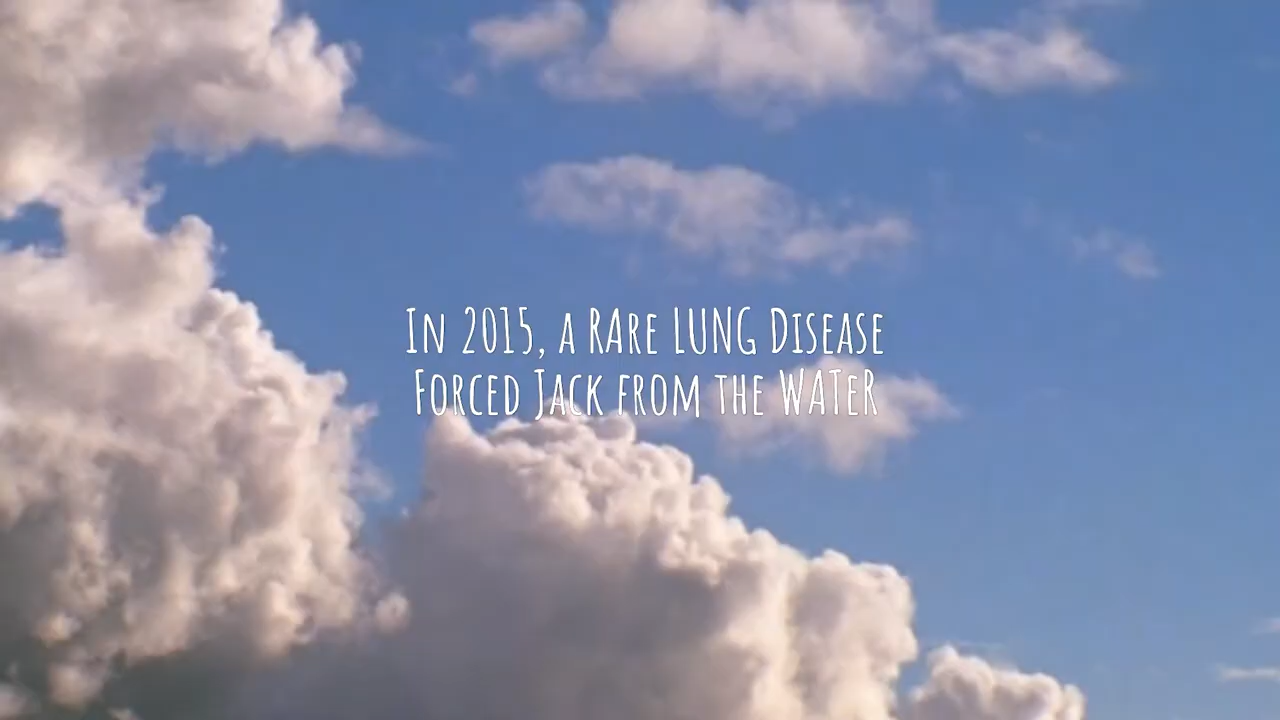 In 2015, a RARe LUNG Disease
Forced Jack from the WATeR